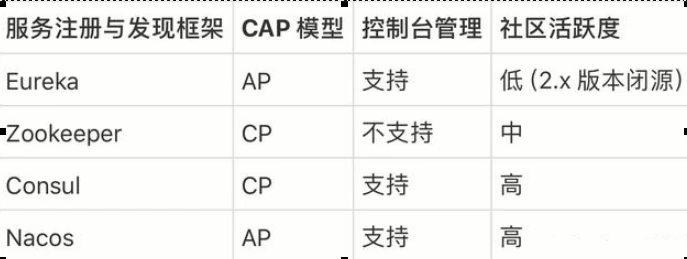 服务注册与发现框架 CAP 模型 控制台管理 社区活跃度
Eureka AP 支持 低 (2.x 版本闭源)
Zookeeper CP 不支持 中
Consul CP 支持 高
Nacos AP 支持 高